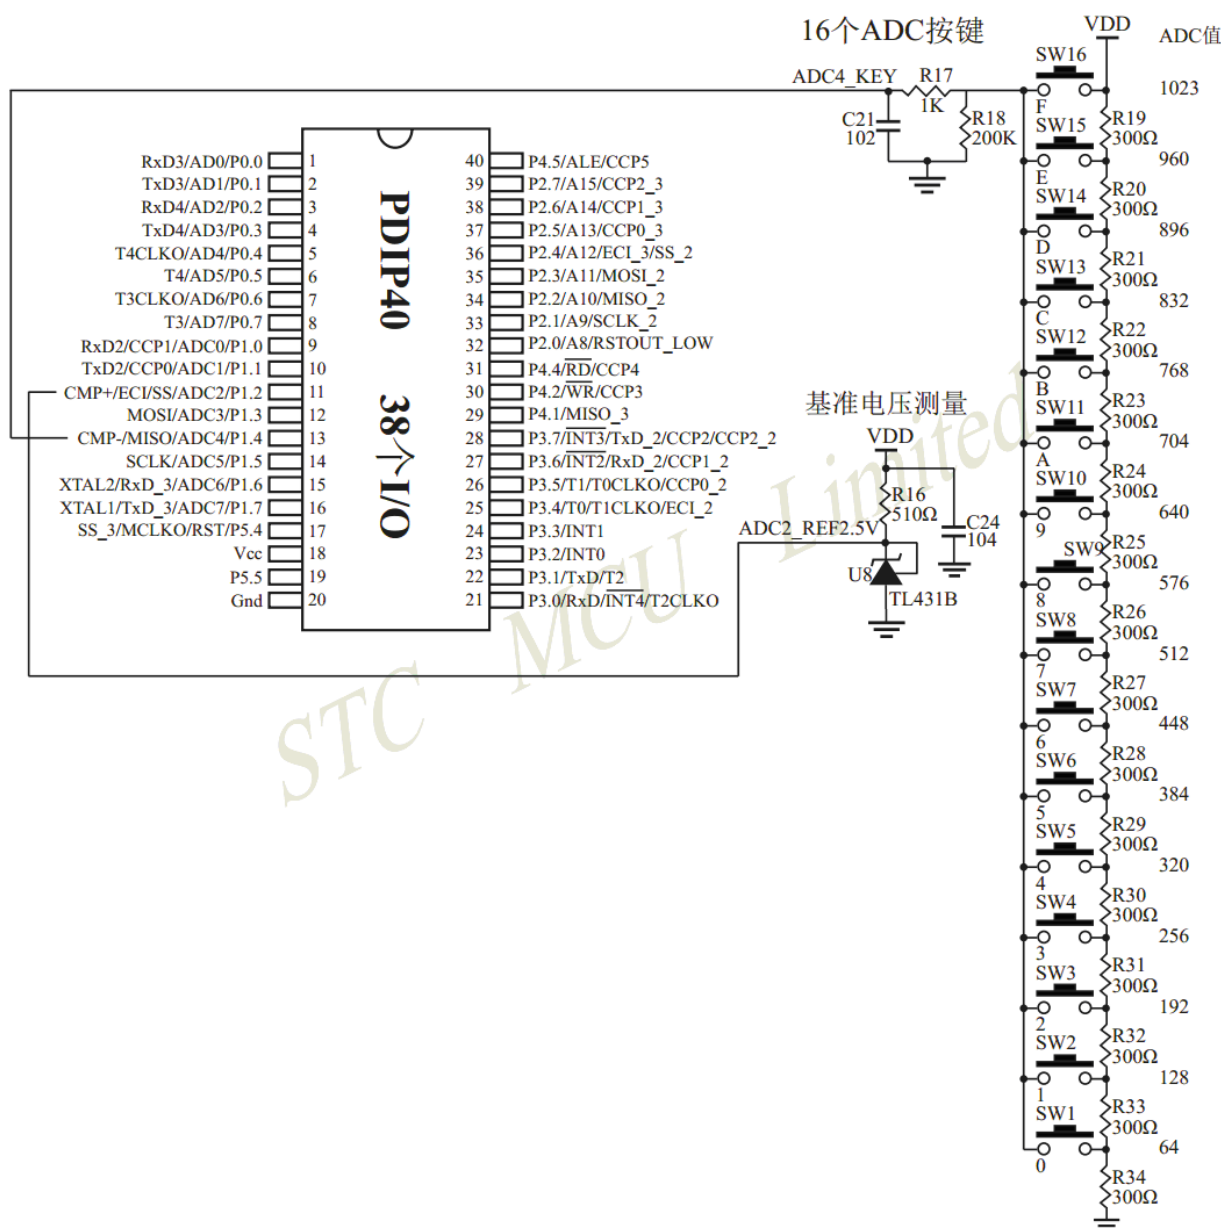 16个ADC按键
VDD
ADC值
ADC4_KEY
R17
1K
C21
102
R18
200K
SW16
F
1023
R19
300Ω
SW15
E
960
R20
300Ω
SW14
D
896
R21
300Ω
SW13
C
832
R22
300Ω
SW12
B
768
R23
300Ω
SW11
A
704
R24
300Ω
SW10
9
640
R25
300Ω
SW9
8
576
R26
300Ω
SW8
7
512
R27
300Ω
SW7
6
448
R28
300Ω
SW6
5
384
R29
300Ω
SW5
4
320
R30
300Ω
SW4
3
256
R31
300Ω
SW3
2
192
R32
300Ω
SW2
1
128
R33
300Ω
SW1
0
64
R34
300Ω
PDIP40 38个I/O
RxD3/AD0/P0.0 1
TxD3/AD1/P0.1 2
RxD4/AD2/P0.2 3
TxD4/AD3/P0.3 4
T4CLKO/AD4/P0.4 5
T4/AD5/P0.5 6
T3CLKO/AD6/P0.6 7
T3/AD7/P0.7 8
RxD2/CCP1/ADC0/P1.0 9
TxD2/CCP0/ADC1/P1.1 10
CMP+/ECI/SS/ADC2/P1.2 11
MOSI/ADC3/P1.3 12
CMP-/MISO/ADC4/P1.4 13
SCLK/ADC5/P1.5 14
XTAL2/RxD_3/ADC6/P1.6 15
XTAL1/TxD_3/ADC7/P1.7 16
SS_3/MCLKO/RST/P5.4 17
Vcc 18
P5.5 19
Gnd 20
40 P4.5/ALE/CCP5
39 P2.7/A15/CCP2_3
38 P2.6/A14/CCP1_3
37 P2.5/A13/CCP0_3
36 P2.4/A12/ECI_3/SS_2
35 P2.3/A11/MOSI_2
34 P2.2/A10/MISO_2
33 P2.1/A9/SCLK_2
32 P2.0/A8/RSTOUT_LOW
31 P4.4/RD/CCP4
30 P4.2/WR/CCP3
29 P4.1/MISO_3
28 P3.7/INT3/TxD_2/CCP2/CCP2_2
27 P3.6/INT2/RxD_2/CCP1_2
26 P3.5/T1/T0CLKO/CCP0_2
25 P3.4/T0/T1CLKO/ECI_2
24 P3.3/INT1
23 P3.2/INT0
22 P3.1/TxD/T2
21 P3.0/RxD/INT4/T2CLKO
基准电压测量
VDD
R16
510Ω
ADC2_REF2.5V
C24
104
U8
TL431B
STC MCU Limited